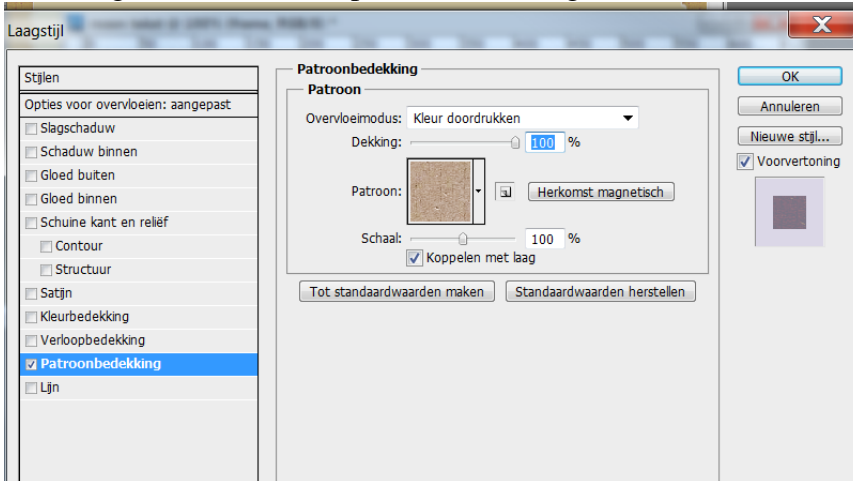 Laagstijl
Stijlen
Opties voor overvloeien: aangepast
Slagschaduw
Schaduw binnen
Gloed buiten
Gloed binnen
Schuine kant en reliëf
Contour
Structuur
Satijn
Kleurbedekking
Verloopbedekking
Patroonbedekking
Lijn
Patroonbedekking
Patroon
Overvloeimodus: Kleur doordrukken
Dekking: 100 %
Patroon: Herkomst magnetisch
Schaal: 100 %
Koppelen met laag
Tot standaardwaarden maken Standaardwaarden herstellen
OK
Annuleren
Nieuwe stijl...
Voorvertoning